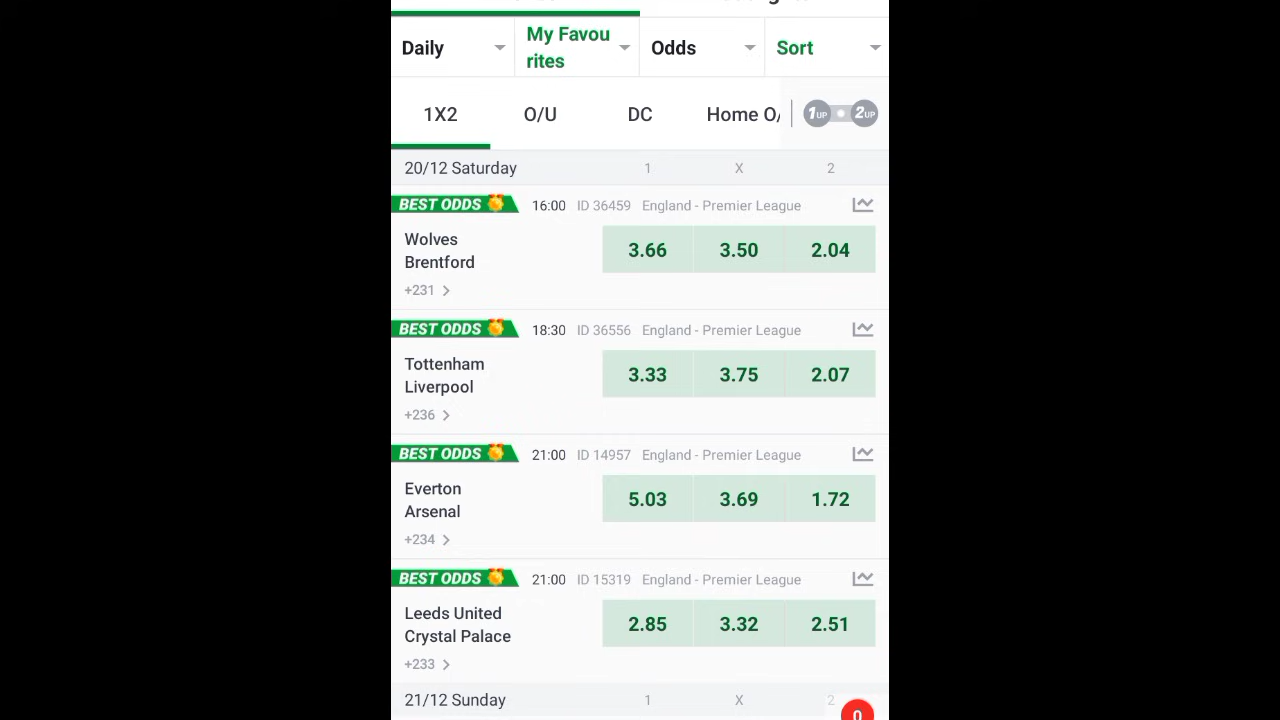 Daily
My Favou
rites
Odds
Sort
1X2 O/U DC Home O/ 1UP 2UP
20/12 Saturday 1 X 2
BEST ODDS 16:00 ID 36459 England - Premier League
Wolves
Brentford
3.66 3.50 2.04
+231 >
BEST ODDS 18:30 ID 36556 England - Premier League
Tottenham
Liverpool
3.33 3.75 2.07
+236 >
BEST ODDS 21:00 ID 14957 England - Premier League
Everton
Arsenal
5.03 3.69 1.72
+234 >
BEST ODDS 21:00 ID 15319 England - Premier League
Leeds United
Crystal Palace
2.85 3.32 2.51
+233 >
21/12 Sunday 1 X 2
0